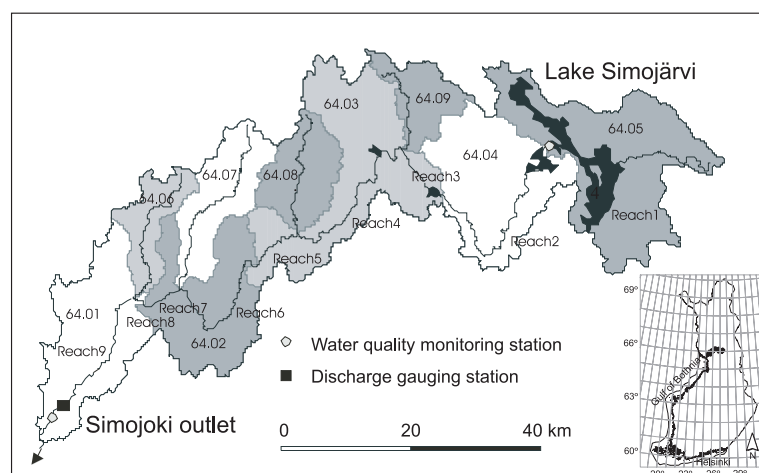 Lake Simojärvi
64.03
64.09
64.05
64.04
64.07
64.08
64.06
Reach3
Reach1
Reach4
Reach2
Reach5
64.01
Reach7
Reach6
Reach8
64.02
Reach9
Water quality monitoring station
Discharge gauging station
Simojoki outlet
0 20 40 km
69°
66°
63°
60°
Gulf of Bothnia
Helsinki
N